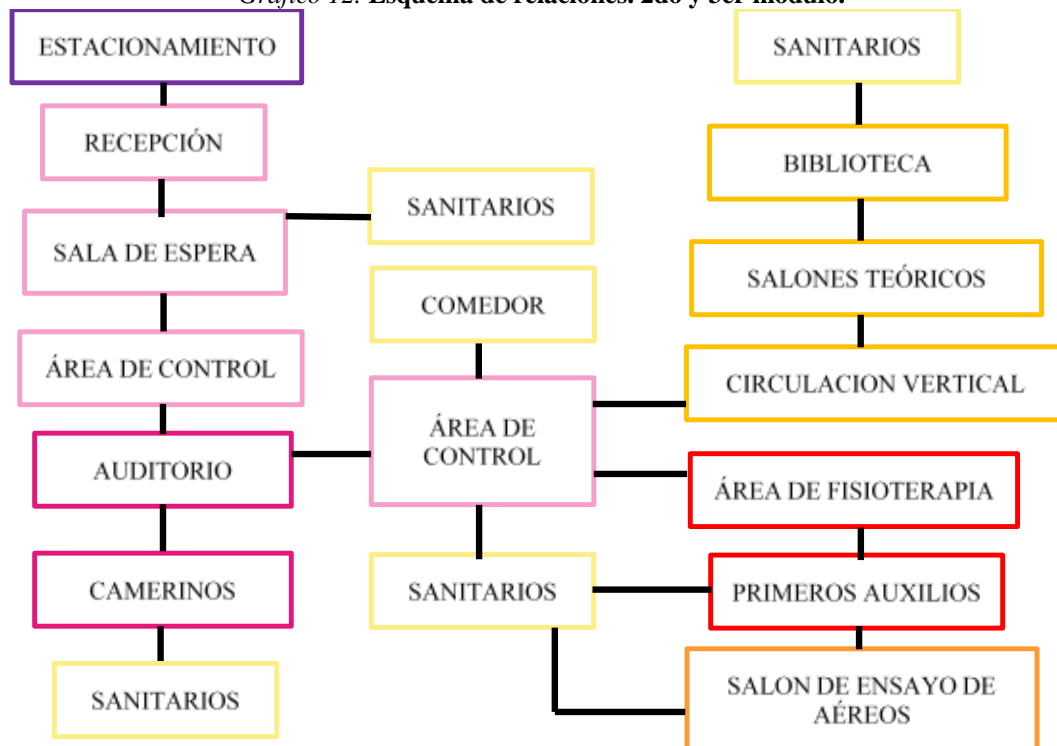 Gráfico 12. Esquema de relaciones. 2do y 3er módulo.
ESTACIONAMIENTO
RECEPCIÓN
SALA DE ESPERA
ÁREA DE CONTROL
AUDITORIO
CAMERINOS
SANITARIOS
SANITARIOS
COMEDOR
ÁREA DE
CONTROL
SANITARIOS
SANITARIOS
BIBLIOTECA
SALONES TEÓRICOS
CIRCULACION VERTICAL
ÁREA DE FISIOTERAPIA
PRIMEROS AUXILIOS
SALON DE ENSAYO DE
AÉREOS